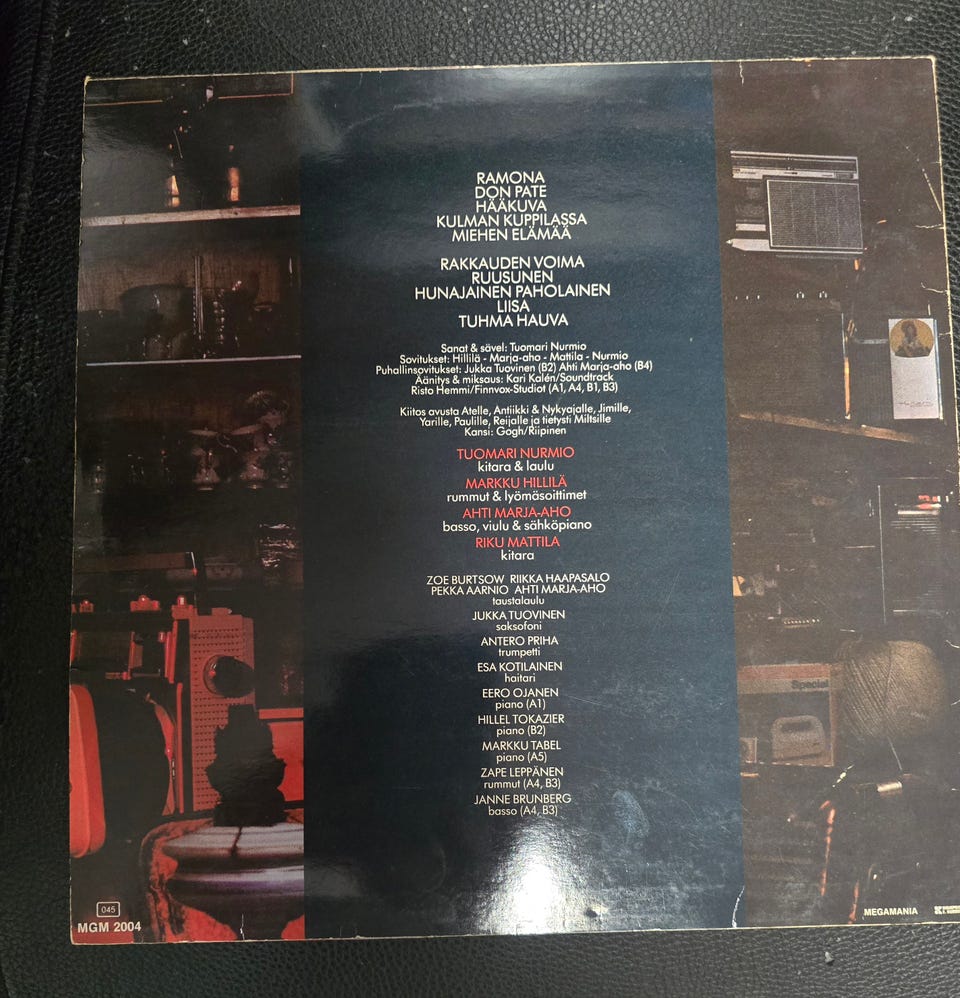 RAMONA
DON PATE
HÄÄKUVA
KULMAN KUPPILASSA
MIEHEN ELÄMÄÄ
RAKKAUDEN VOIMA
RUUSUNEN
HUNAJAINEN PAHOLAINEN
LIISA
TUHMA HAUVA
Sanat & sävel: Tuomari Nurmio
Sovitukset: Hillilä - Marja-aho - Mattila - Nurmio
Puhallinsovitukset: Jukka Tuovinen (B2) Ahti Marja-aho (B4)
Äänitys & miksaus: Kari Kalén/Soundtrack
Risto Hemmi/Finnvox-Studiot (A1, A4, B1, B3)
Kiitos avusta Atelle, Antiikki & Nykyajalle, Jimille,
Yarille, Paulille, Reijalle ja tietysti Miltsille
Kansi: Gogh/Riipinen
TUOMARI NURMIO
kitara & laulu
MARKKU HILLILÄ
rummut & lyömäsoittimet
AHTI MARJA-AHO
basso, viulu & sähköpiano
RIKU MATTILA
kitara
ZOE BURTSOW RIIKKA HAAPASALO
PEKKA AARNIO AHTI MARJA-AHO
taustalaulu
JUKKA TUOVINEN
saksofoni
ANTERO PRIHA
trumpetti
ESA KOTILAINEN
haitari
EERO OJANEN
piano (A1)
HILLEL TOKAZIER
piano (B2)
MARKKU TABEL
piano (A5)
ZAPE LEPPÄNEN
rummut (A4, B3)
JANNE BRUNBERG
basso (A4, B3)
Special
045
MGM 2004
MEGAMANIA